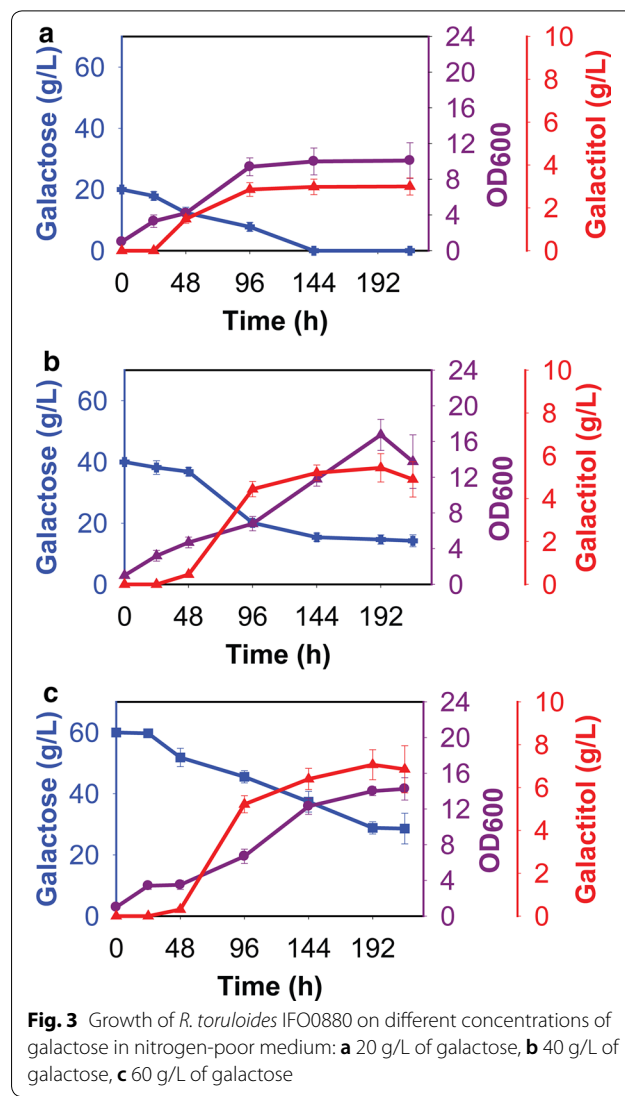 a
Galactose (g/L)
60
40
20
0
0 48 96 144 192
Time (h)
24
20
16
12
8
4
0
OD600
10
8
6
4
2
0
Galactitol (g/L)
b
Galactose (g/L)
60
40
20
0
0 48 96 144 192
Time (h)
24
20
16
12
8
4
0
OD600
10
8
6
4
2
0
Galactitol (g/L)
c
Galactose (g/L)
60
40
20
0
0 48 96 144 192
Time (h)
24
20
16
12
8
4
0
OD600
10
8
6
4
2
0
Galactitol (g/L)
Fig. 3 Growth of R. toruloides IFO0880 on different concentrations of
galactose in nitrogen-poor medium: a 20 g/L of galactose, b 40 g/L of
galactose, c 60 g/L of galactose